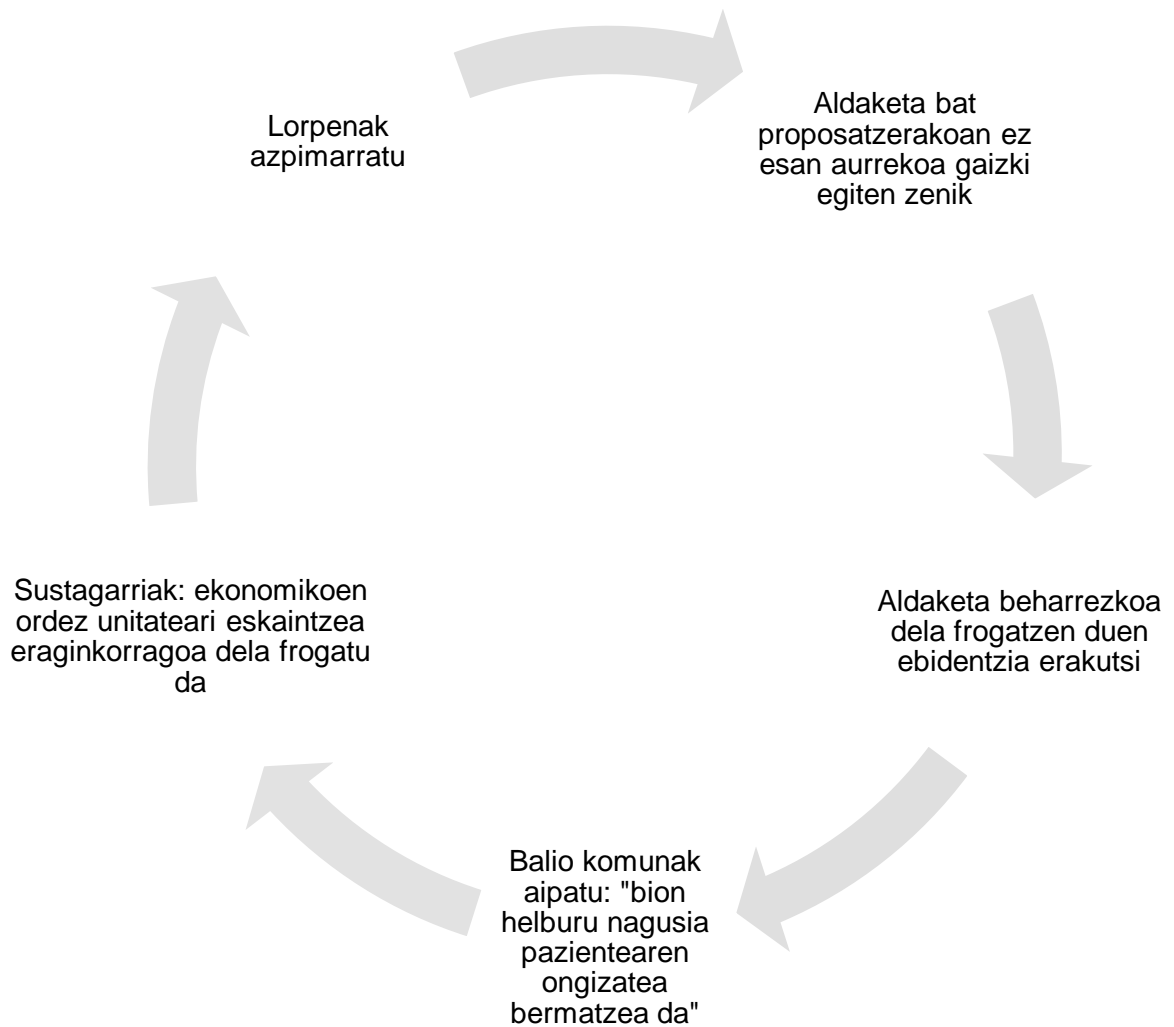 Lorpenak
azpimarratu
Aldaketa bat
proposatzerakoan ez
esan aurrekoa gaizki
egiten zenik
Aldaketa beharrezkoa
dela frogatzen duen
ebidentzia erakutsi
Balio komunak
aipatu: "bion
helburu nagusia
pazientearen
ongizatea
bermatzea da"
Sustagarriak: ekonomikoen
ordez unitateari eskaintzea
eraginkorragoa dela frogatu
da